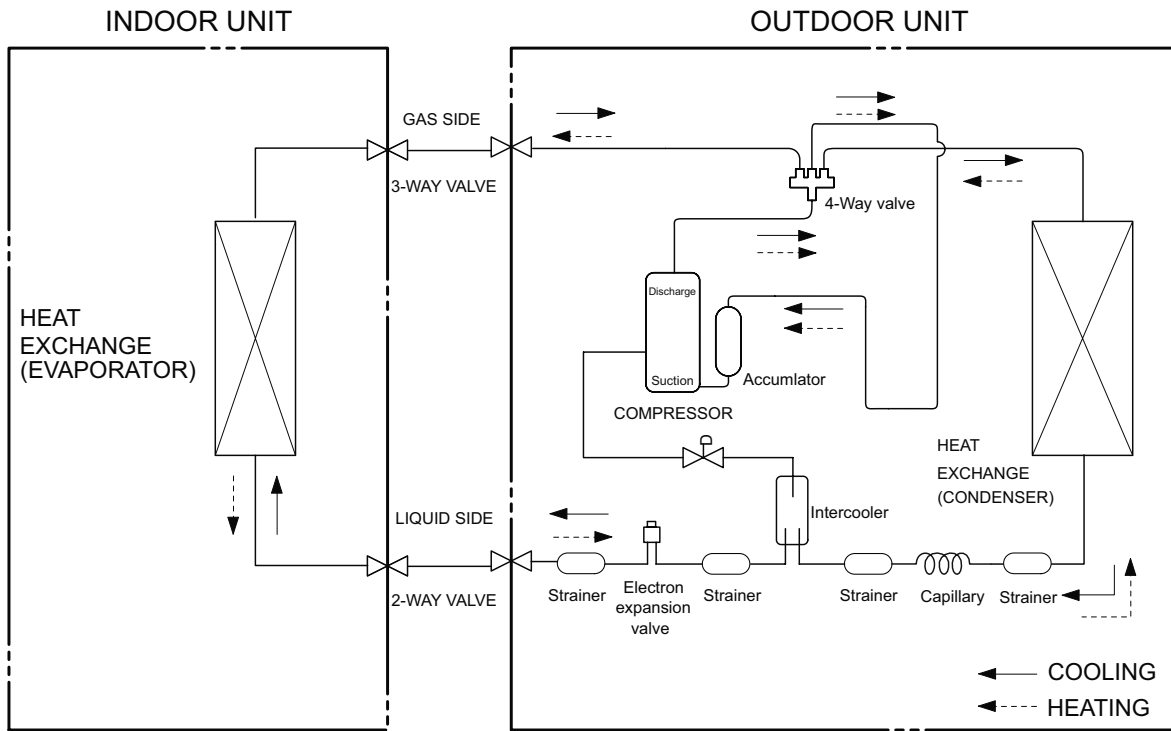 INDOOR UNIT
OUTDOOR UNIT
GAS SIDE
3-WAY VALVE
4-Way valve
HEAT
EXCHANGE
(EVAPORATOR)
Discharge
Suction
Accumlator
COMPRESSOR
HEAT
EXCHANGE
(CONDENSER)
Intercooler
LIQUID SIDE
2-WAY VALVE
Strainer
Electron
expansion
valve
Strainer
Strainer
Capillary
Strainer
COOLING
HEATING